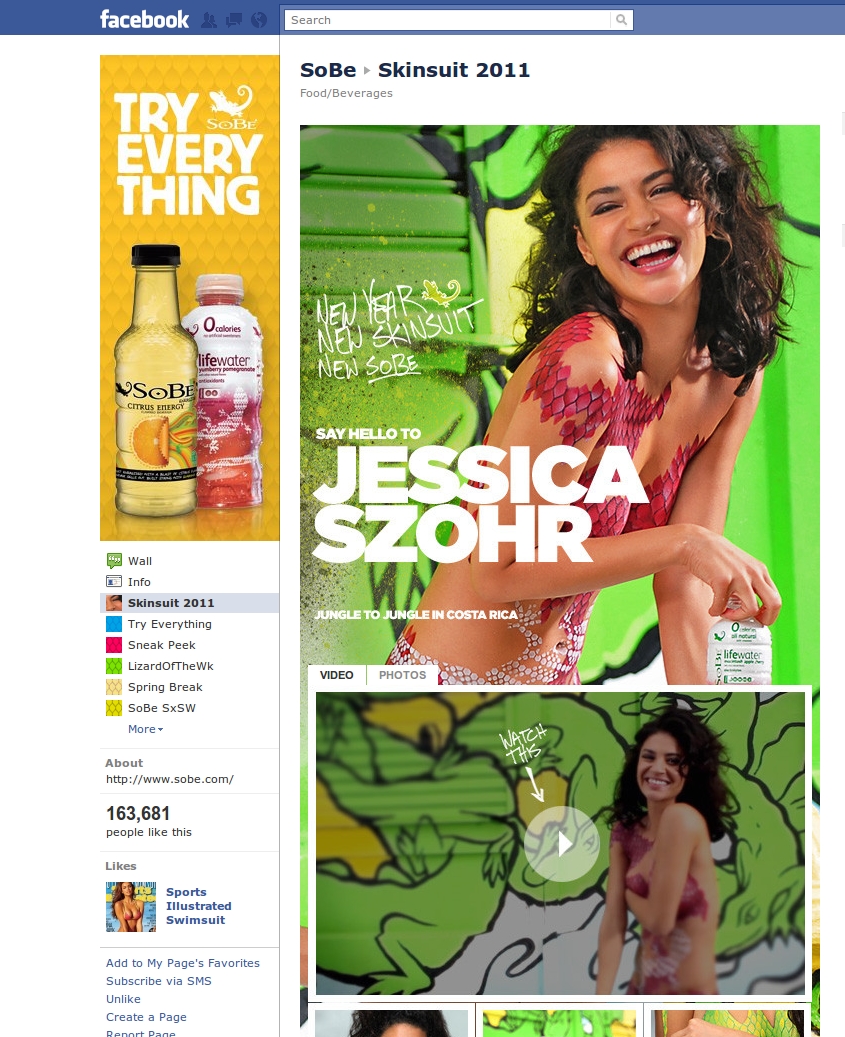 facebook
Search
SoBe ▸ Skinsuit 2011
Food/Beverages
TRY
SoBe
EVERY
THING
0 calories
lifewater
yumberry pomegranate
antioxidants
SoBe
CITRUS ENERGY
NEW YEAR
NEW SKINSUIT
NEW SOBE
SAY HELLO TO
JESSICA
SZOHR
JUNGLE TO JUNGLE IN COSTA RICA
0 calories
all natural
lifewater
Wall
Info
Skinsuit 2011
Try Everything
Sneak Peek
LizardOfTheWk
Spring Break
SoBe SxSW
More
About
http://www.sobe.com/
163,681
people like this
Likes
Sports
Illustrated
Swimsuit
Add to My Page's Favorites
Subscribe via SMS
Unlike
Create a Page
Report Page
VIDEO
PHOTOS
WATCH
THIS